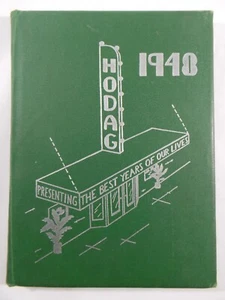 1948
HODAG
PRESENTING THE BEST YEARS OF OUR LIVES